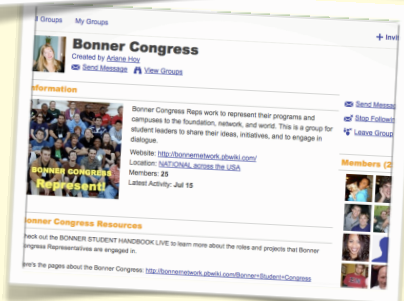 Groups My Groups
+ Invi
Bonner Congress
Created by Ariane Hoy
Send Message View Groups
Information
Bonner Congress Reps work to represent their programs and
campuses to the foundation, network, and world. This is a group for
student leaders to share their ideas, initiatives, and to engage in
dialogue.
Website: http://bonnernetwork.pbwiki.com/
Location: NATIONAL across the USA
Members: 25
Latest Activity: Jul 15
BONNER CONGRESS
Represent!
Send Messag
Stop Followin
Leave Group
Members (2
Bonner Congress Resources
heck out the BONNER STUDENT HANDBOOK LIVE to learn more about the roles and projects that Bonner
ongress Representatives are engaged in.
ere's the pages about the Bonner Congress: http://bonnernetwork.pbwiki.com/Bonner+Student+Congress